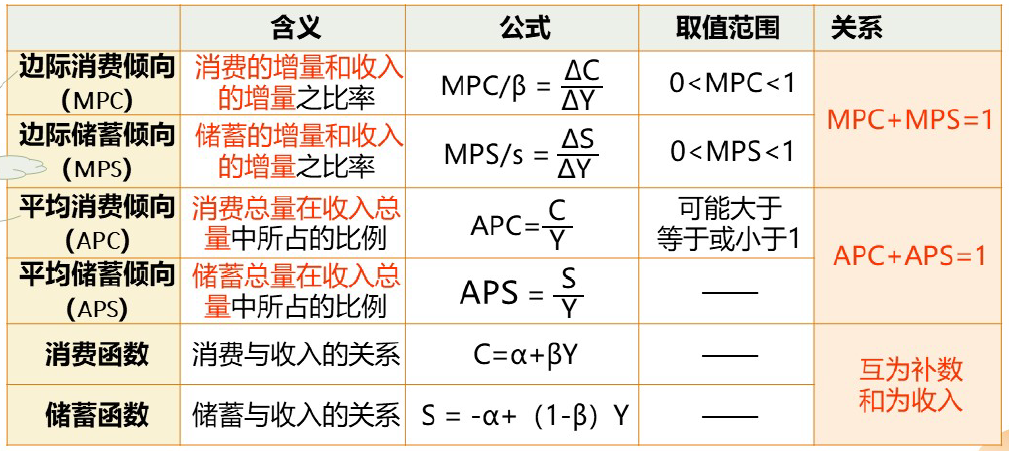 含义 公式 取值范围 关系
边际消费倾向
（MPC）
消费的增量和收入
的增量之比率
MPC/β = ΔC/ΔY
0<MPC<1
MPC+MPS=1
边际储蓄倾向
（MPS）
储蓄的增量和收入
的增量之比率
MPS/s = ΔS/ΔY
0<MPS<1
平均消费倾向
（APC）
消费总量在收入总
量中所占的比例
APC=C/Y
可能大于
等于或小于1
APC+APS=1
平均储蓄倾向
（APS）
储蓄总量在收入总
量中所占的比例
APS = S/Y
——
消费函数
消费与收入的关系
C=α+βY
——
互为补数
和为收入
储蓄函数
储蓄与收入的关系
S = -α+（1-β）Y
——